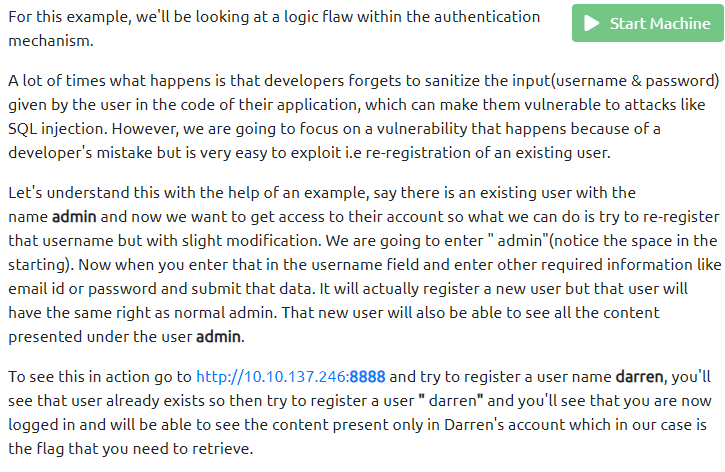 For this example, we'll be looking at a logic flaw within the authentication
mechanism.
Start Machine
A lot of times what happens is that developers forgets to sanitize the input(username & password)
given by the user in the code of their application, which can make them vulnerable to attacks like
SQL injection. However, we are going to focus on a vulnerability that happens because of a
developer's mistake but is very easy to exploit i.e re-registration of an existing user.
Let's understand this with the help of an example, say there is an existing user with the
name admin and now we want to get access to their account so what we can do is try to re-register
that username but with slight modification. We are going to enter " admin"(notice the space in the
starting). Now when you enter that in the username field and enter other required information like
email id or password and submit that data. It will actually register a new user but that user will
have the same right as normal admin. That new user will also be able to see all the content
presented under the user admin.
To see this in action go to http://10.10.137.246:8888 and try to register a user name darren, you'll
see that user already exists so then try to register a user " darren" and you'll see that you are now
logged in and will be able to see the content present only in Darren's account which in our case is
the flag that you need to retrieve.